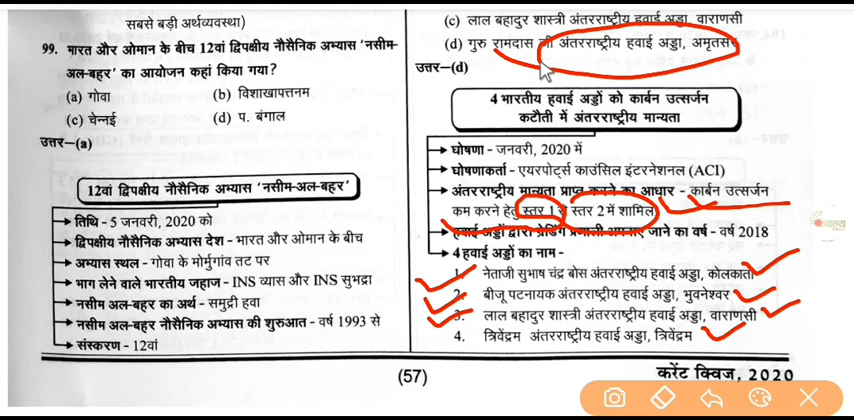 सबसे बड़ी अर्थव्यवस्था)
99. भारत और ओमान के बीच 12वां द्विपक्षीय नौसैनिक अभ्यास 'नसीम-
अल-बहर' का आयोजन कहां किया गया?
(a) गोवा (b) विशाखापत्तनम
(c) चेन्नई (d) प. बंगाल
उत्तर–(a)
12वां द्विपक्षीय नौसैनिक अभ्यास 'नसीम-अल-बहर'
तिथि - 5 जनवरी, 2020 को
द्विपक्षीय नौसैनिक अभ्यास देश - भारत और ओमान के बीच
अभ्यास स्थल - गोवा के मोर्मुगांव तट पर
भाग लेने वाले भारतीय जहाज - INS व्यास और INS सुभद्रा
नसीम अल-बहर का अर्थ - समुद्री हवा
नसीम अल-बहर नौसैनिक अभ्यास की शुरुआत - वर्ष 1993 से
संस्करण - 12वां
(c) लाल बहादुर शास्त्री अंतरराष्ट्रीय हवाई अड्डा, वाराणसी
(d) गुरु रामदास जी अंतरराष्ट्रीय हवाई अड्डा, अमृतसर
उत्तर–(d)
4 भारतीय हवाई अड्डों को कार्बन उत्सर्जन
कटौती में अंतरराष्ट्रीय मान्यता
घोषणा - जनवरी, 2020 में
घोषणाकर्ता - एयरपोर्ट्स काउंसिल इंटरनेशनल (ACI)
अंतरराष्ट्रीय मान्यता प्राप्त करने का आधार - कार्बन उत्सर्जन
कम करने हेतु स्तर 1 से स्तर 2 में शामिल
हवाई अड्डों द्वारा ग्रेडिंग प्रणाली अपनाए जाने का वर्ष - वर्ष 2018
4 हवाई अड्डों का नाम -
1. नेताजी सुभाष चंद्र बोस अंतरराष्ट्रीय हवाई अड्डा, कोलकाता
2. बीजू पटनायक अंतरराष्ट्रीय हवाई अड्डा, भुवनेश्वर
3. लाल बहादुर शास्त्री अंतरराष्ट्रीय हवाई अड्डा, वाराणसी
4. त्रिवेंद्रम अंतरराष्ट्रीय हवाई अड्डा, त्रिवेंद्रम
(57)
करेंट क्विज, 2020